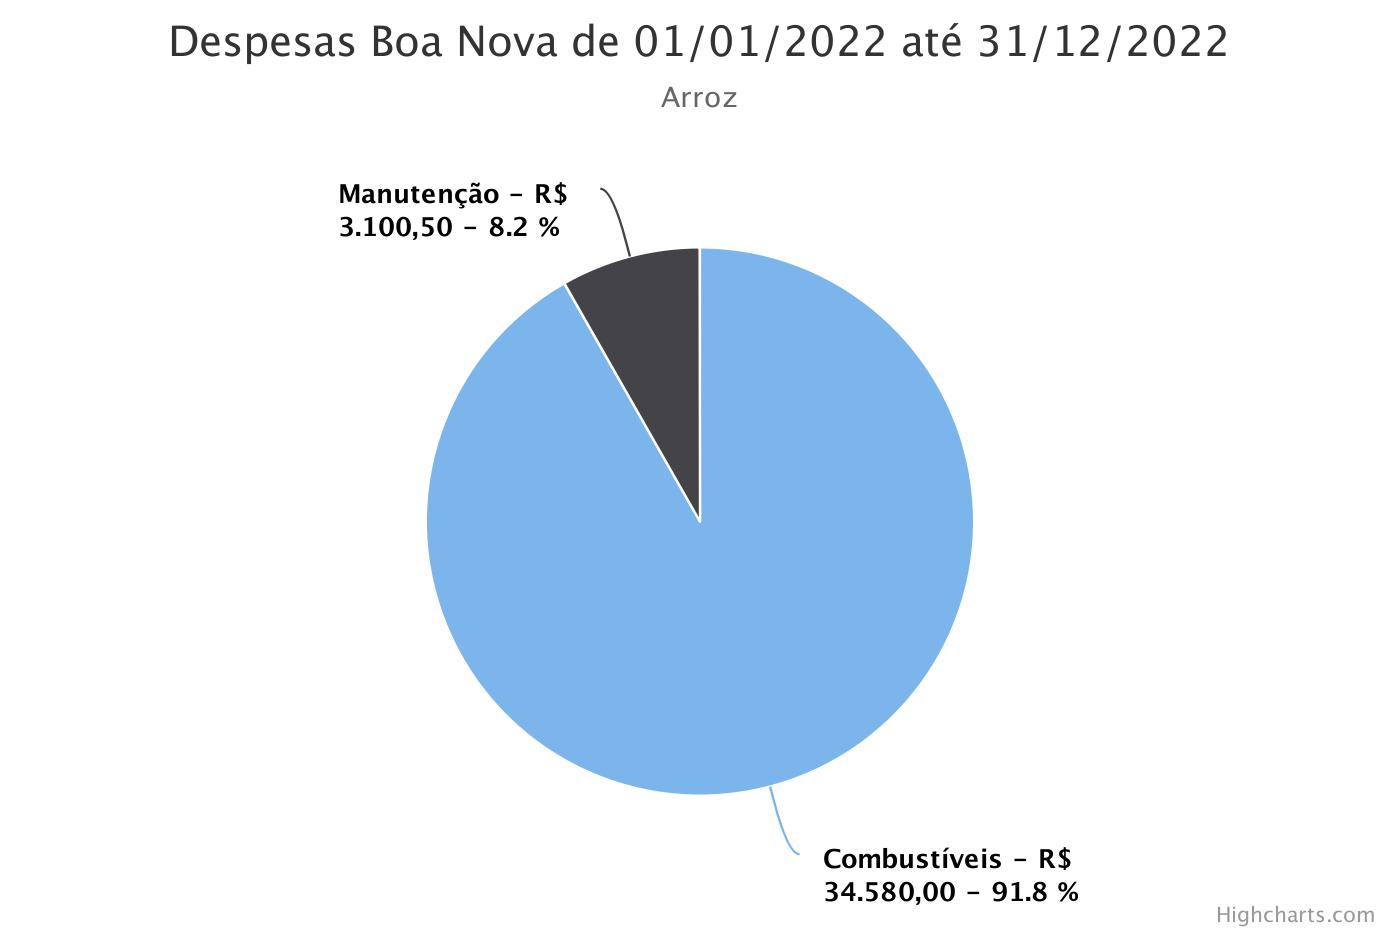 Despesas Boa Nova de 01/01/2022 até 31/12/2022
Arroz
Manutenção – R$
3.100,50 – 8.2 %
Combustíveis – R$
34.580,00 – 91.8 %
Highcharts.com